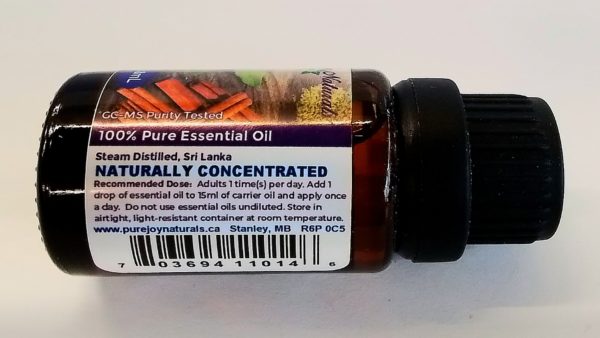 Naturals
mL
GC-MS Purity Tested
100% Pure Essential Oil
Steam Distilled, Sri Lanka
NATURALLY CONCENTRATED
Recommended Dose: Adults 1 time(s) per day. Add 1
drop of essential oil to 15ml of carrier oil and apply once
a day. Do not use essential oils undiluted. Store in
airtight, light-resistant container at room temperature.
www.purejoynaturals.ca Stanley, MB R6P 0C5
7 03694 11014 6